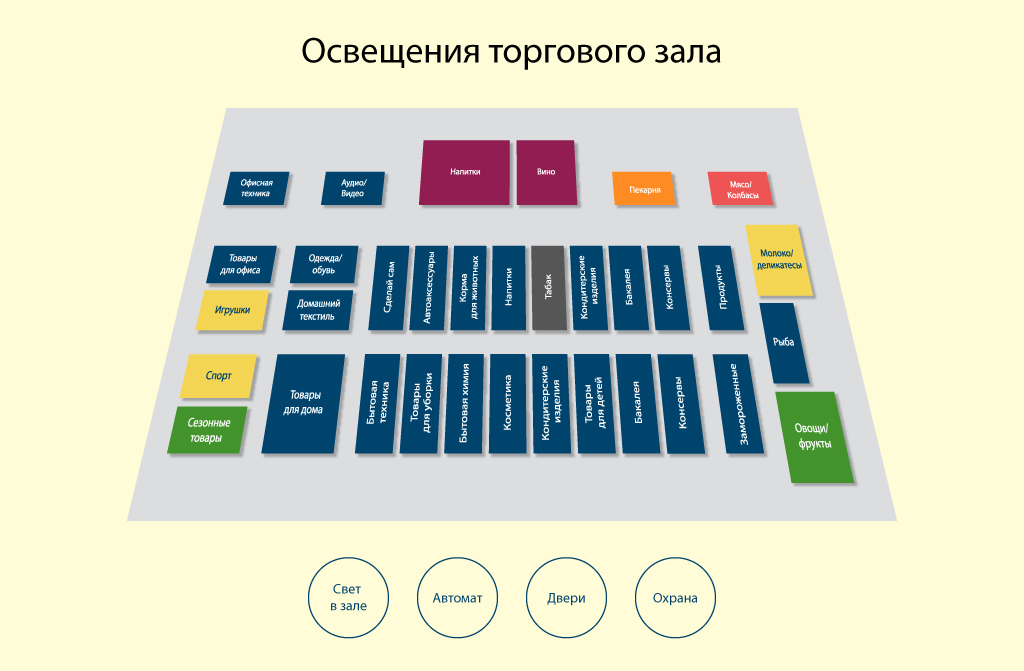 Освещения торгового зала
Напитки
Вино
Офисная
техника
Аудио/
Видео
Пекарня
Мясо/
Колбасы
Товары
для офиса
Одежда/
обувь
Сделай сам
Автоаксессуары
Корма
для животных
Напитки
Табак
Кондитерские
изделия
Бакалея
Консервы
Продукты
Молоко/
деликатесы
Игрушки
Домашний
текстиль
Рыба
Спорт
Товары
для дома
Бытовая
техника
Товары
для уборки
Бытовая химия
Косметика
Кондитерские
изделия
Товары
для детей
Бакалея
Консервы
Замороженные
Сезонные
товары
Овощи/
фрукты
Свет
в зале
Автомат
Двери
Охрана